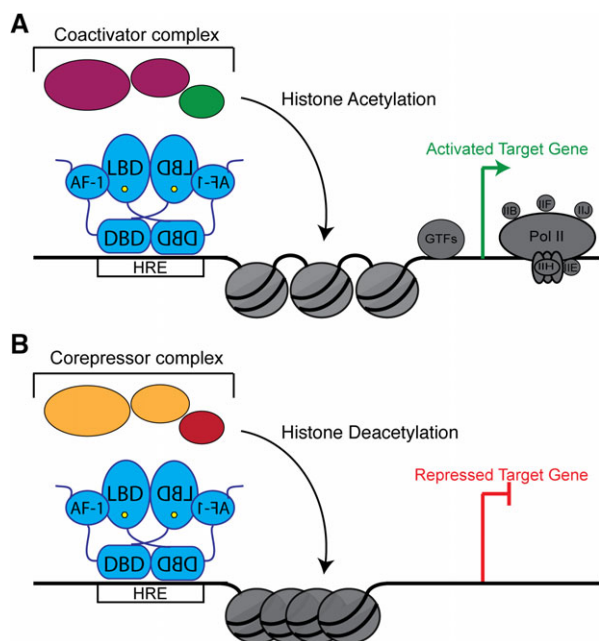 A
Coactivator complex
Histone Acetylation
LBD LBD
AF-1 AF-1
Activated Target Gene
DBD DBD
HRE
GTFs
IIB IIF IIJ
Pol II
IIH IIE
B
Corepressor complex
Histone Deacetylation
LBD LBD
AF-1 AF-1
Repressed Target Gene
DBD DBD
HRE